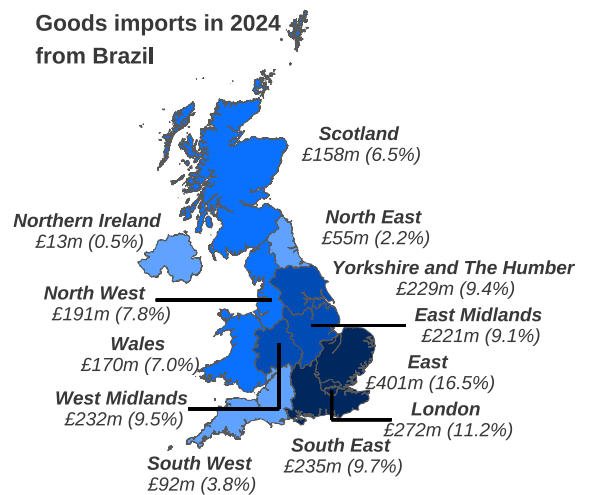 Goods imports in 2024
from Brazil
Scotland
£158m (6.5%)
Northern Ireland
£13m (0.5%)
North East
£55m (2.2%)
Yorkshire and The Humber
£229m (9.4%)
North West
£191m (7.8%)
East Midlands
£221m (9.1%)
Wales
£170m (7.0%)
East
£401m (16.5%)
West Midlands
£232m (9.5%)
London
£272m (11.2%)
South East
£235m (9.7%)
South West
£92m (3.8%)